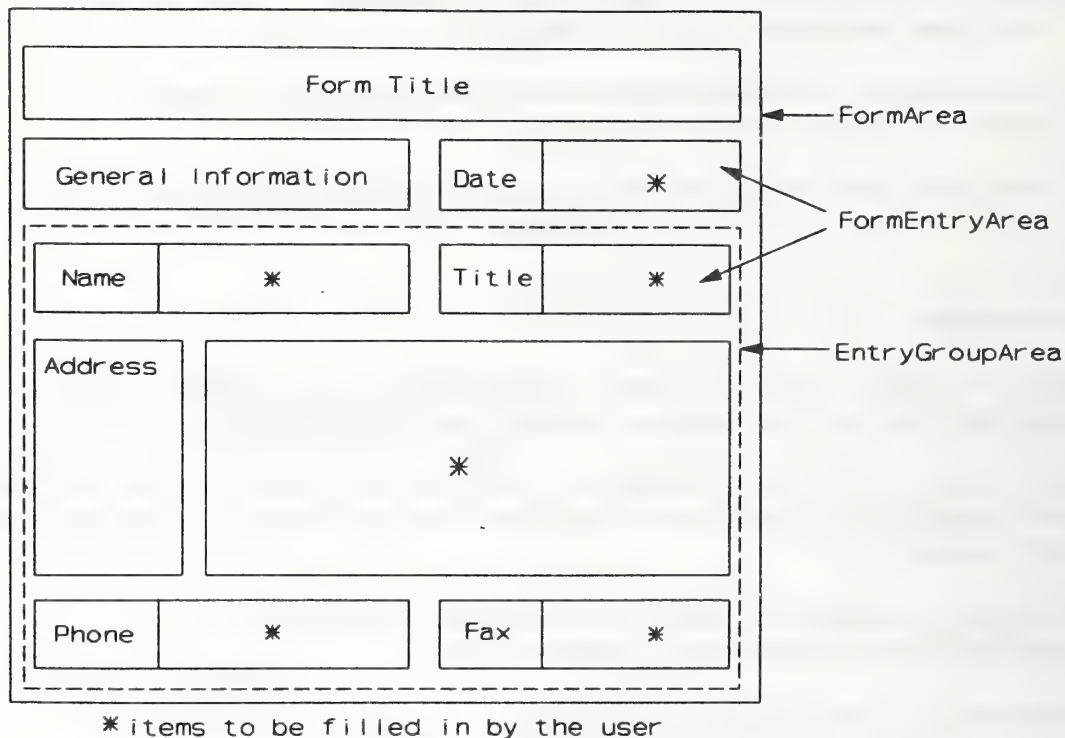 Form Title
FormArea
General Information
Date
*
FormEntryArea
Name
*
Title
*
EntryGroupArea
Address
*
Phone
*
Fax
*
* items to be filled in by the user